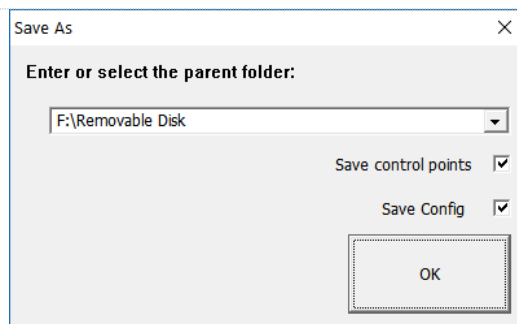 Save As
Enter or select the parent folder:
F:\Removable Disk
Save control points
Save Config
OK